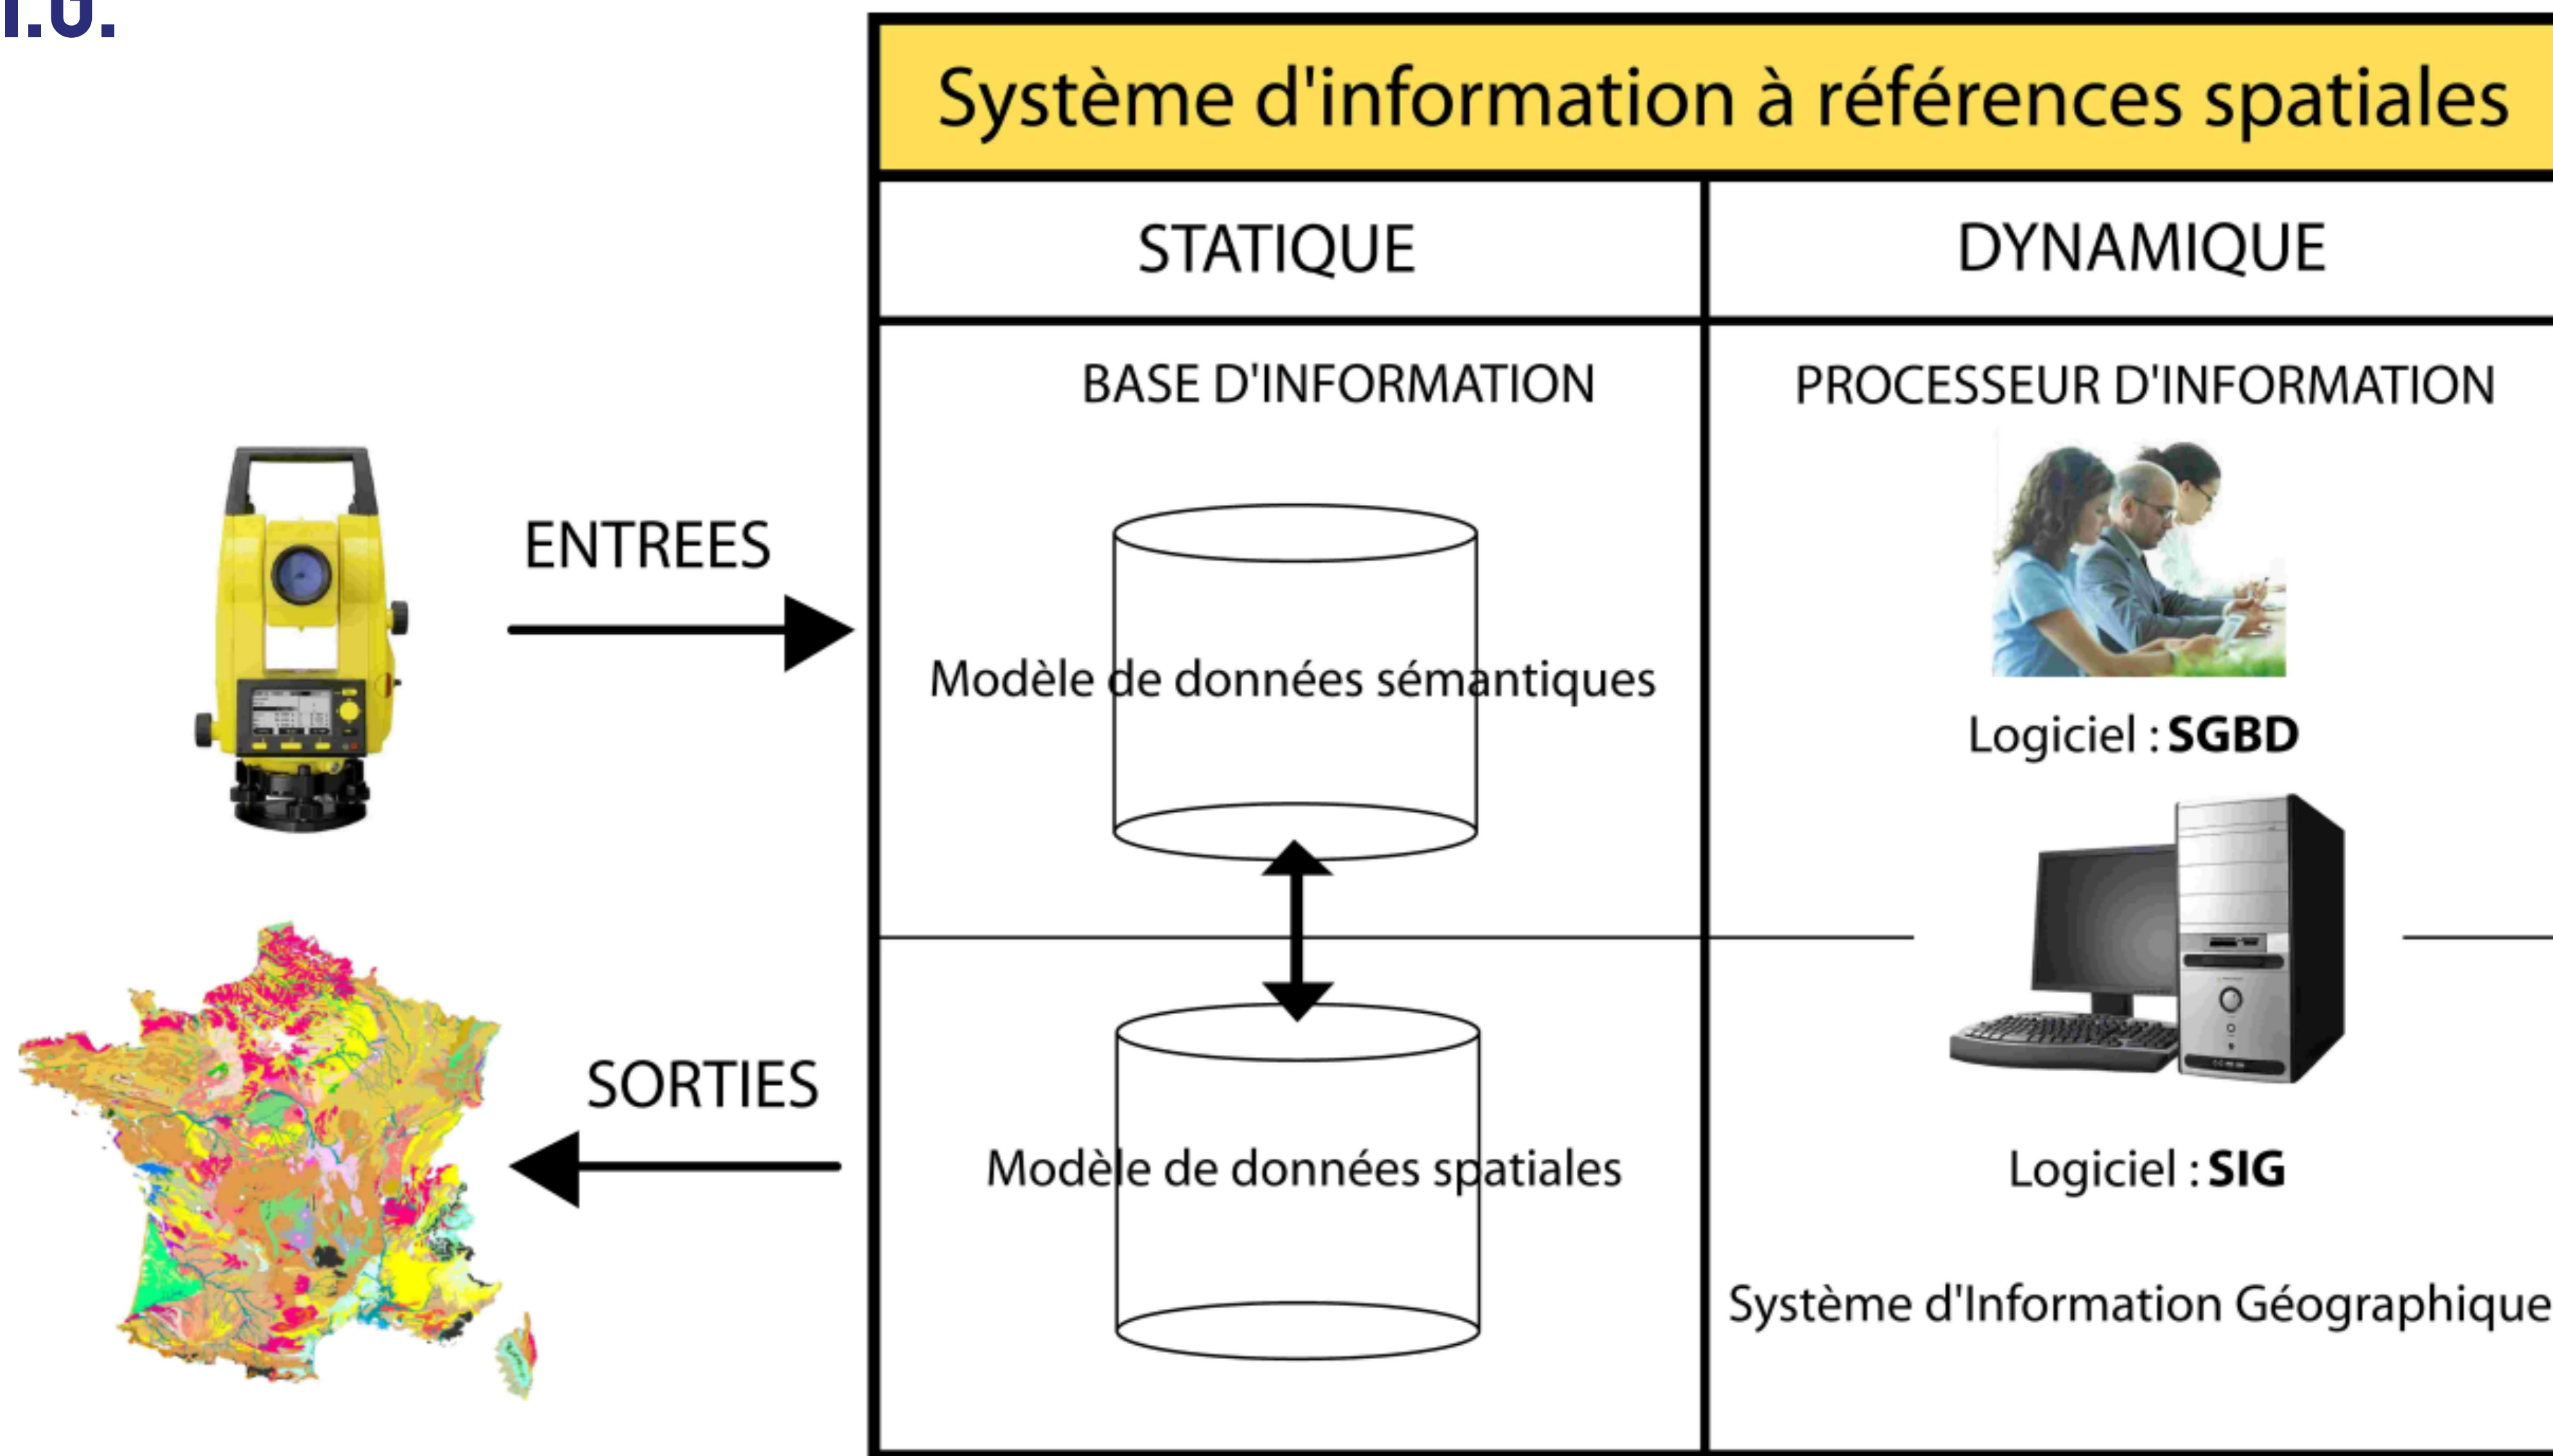 I.G.
Système d'information à références spatiales
STATIQUE
DYNAMIQUE
BASE D'INFORMATION
PROCESSEUR D'INFORMATION
ENTREES
Modèle de données sémantiques
Logiciel : SGBD
SORTIES
Modèle de données spatiales
Logiciel : SIG
Système d'Information Géographique